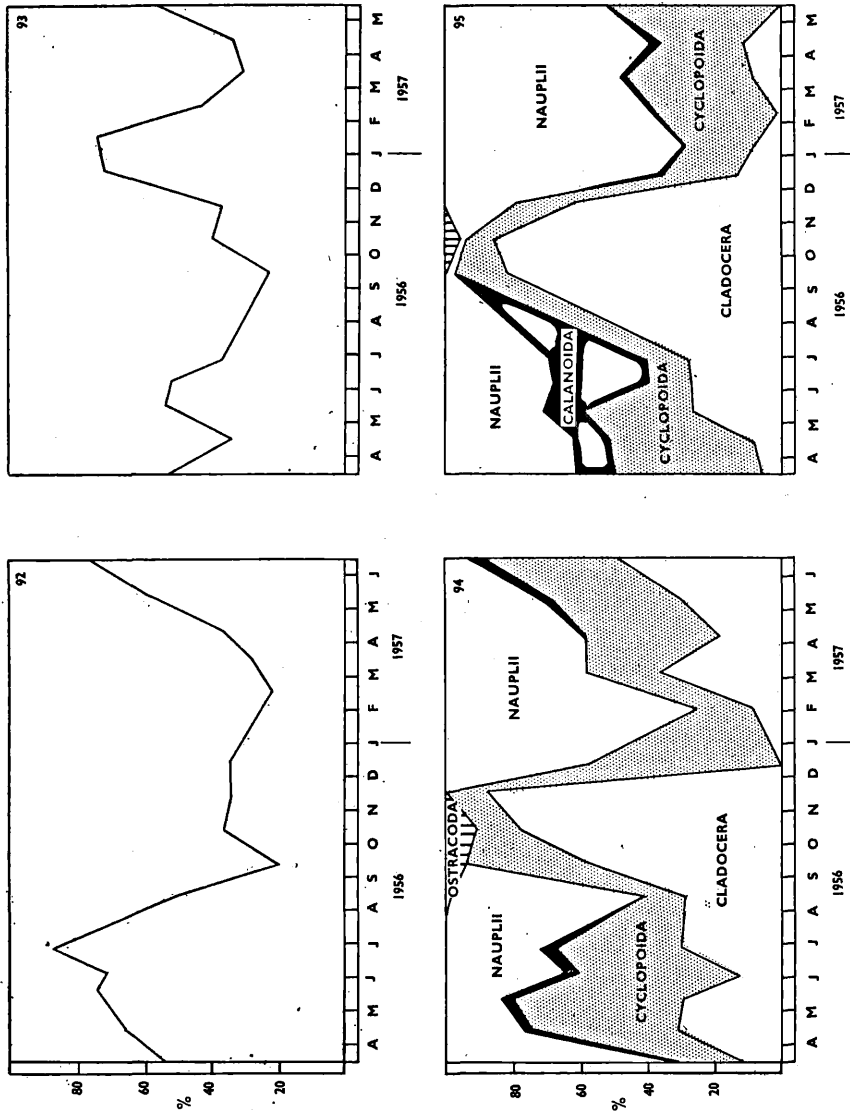 93
M
A
M
F
J
D
N
O
S
A
J
J
M
A
1957
1956
95
NAUPLII
CYCLOPOIDA
CLADOCERA
NAUPLII
CALANOIDA
CYCLOPOIDA
M
A
M
F
J
D
N
O
S
A
J
J
M
A
1957
1956
92
80
60
40
20
%
A
M
J
J
A
S
O
N
D
J
F
M
A
M
J
1956
1957
94
NAUPLII
OSTRACODA
NAUPLII
CYCLOPOIDA
CLADOCERA
80
60
40
20
%
A
M
J
J
A
S
O
N
D
J
F
M
A
M
J
1956
1957